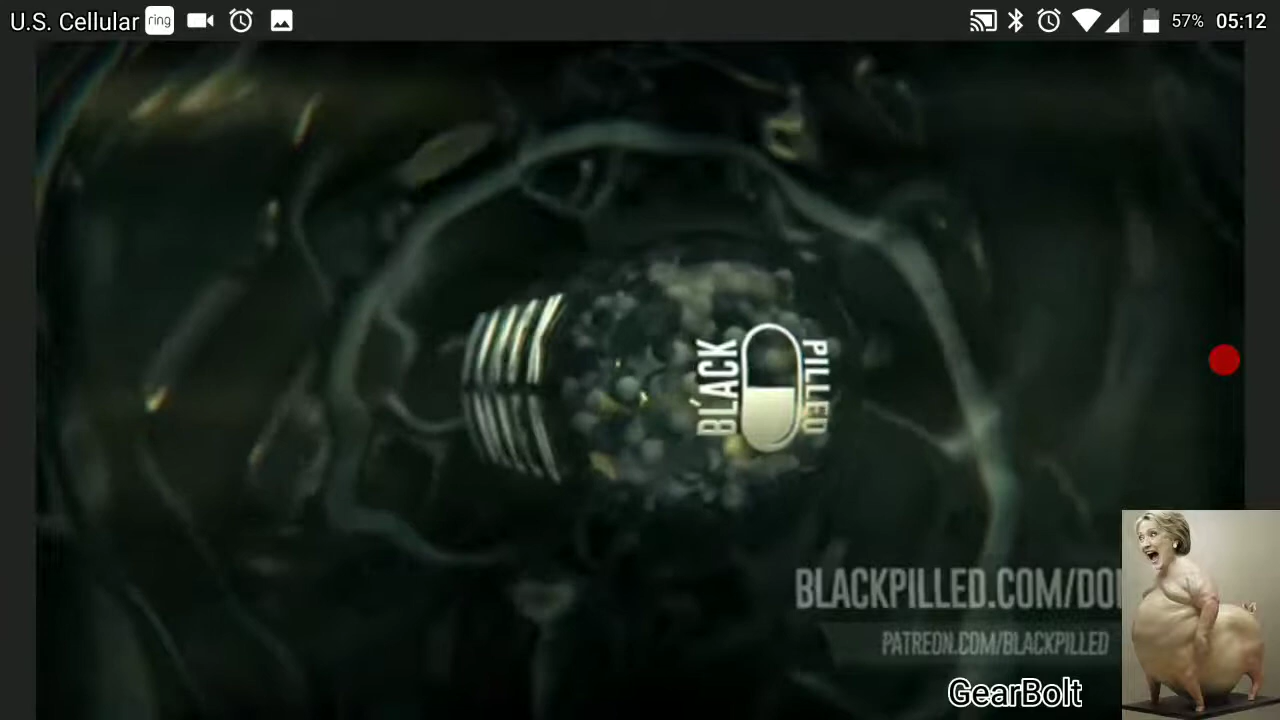 U.S. Cellular ring 57% 05:12
BLACK
PILLED
BLACKPILLED.COM/DO
PATREON.COM/BLACKPILLED
GearBolt